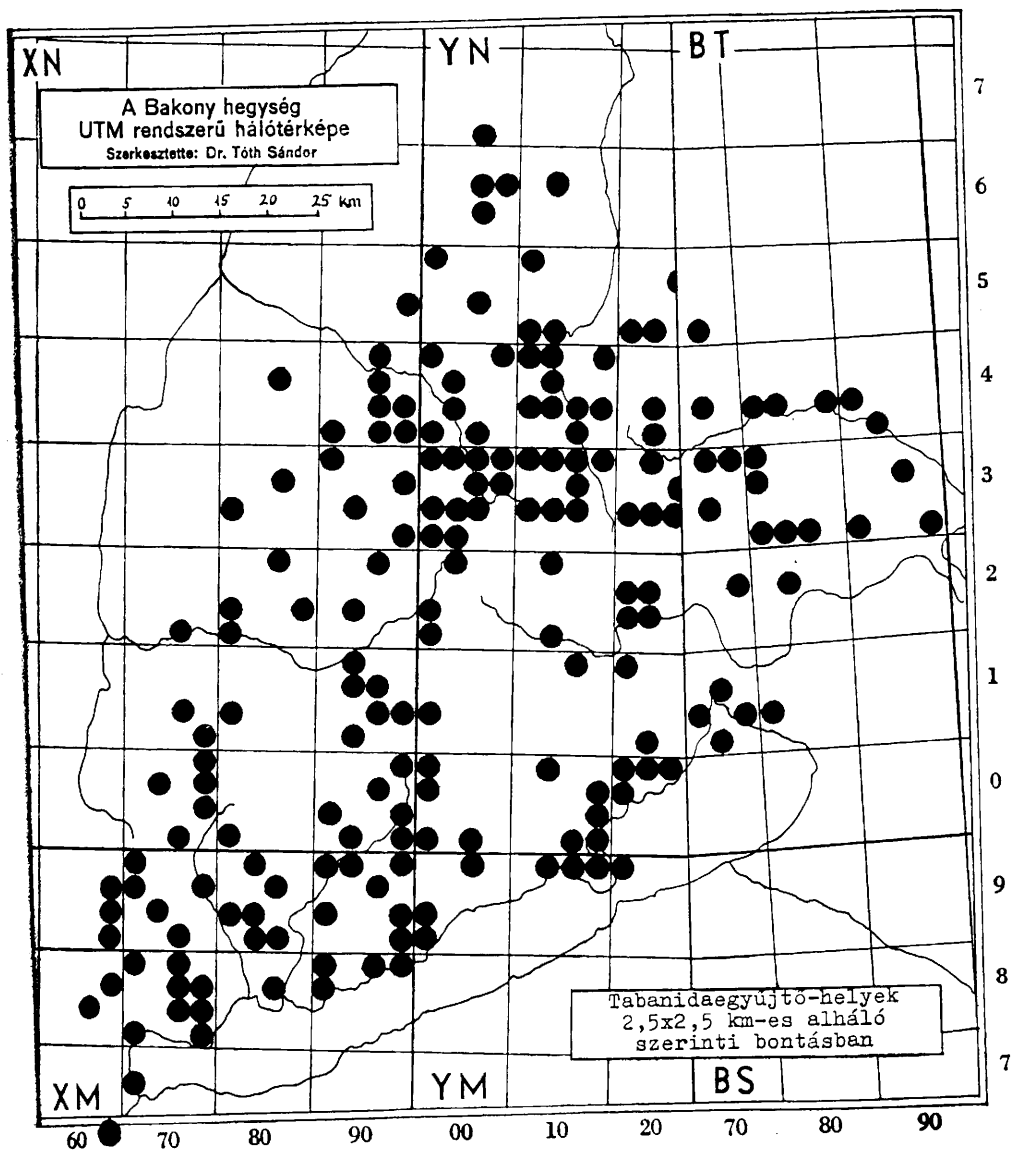 XN
YN
BT
A Bakony hegység
UTM rendszerű hálótérképe
Szerkesztette: Dr. Tóth Sándor
0 5 10 15 20 25 km
7
6
5
4
3
2
1
0
9
8
7
Tabanidaegyűjtő-helyek
2,5x2,5 km-es alháló
szerinti bontásban
XM
YM
BS
60 70 80 90 00 10 20 70 80 90